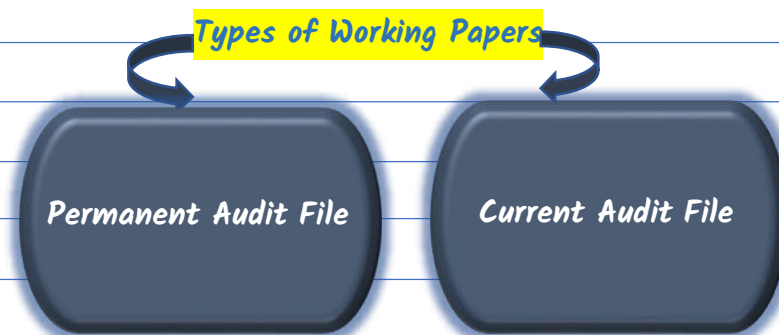 Types of Working Papers
Permanent Audit File
Current Audit File